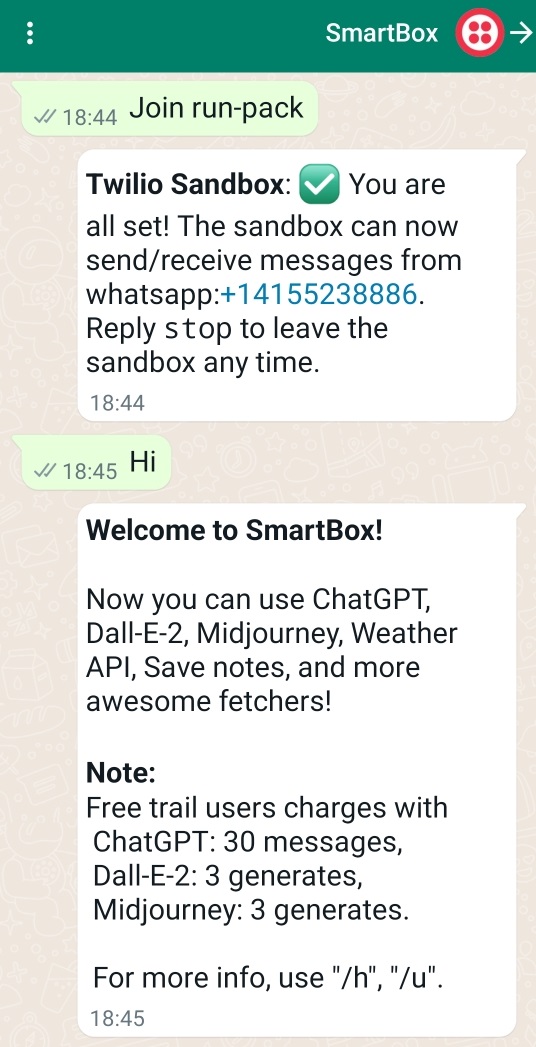 SmartBox
Join run-pack
18:44
Twilio Sandbox: ✅ You are
all set! The sandbox can now
send/receive messages from
whatsapp:+14155238886.
Reply stop to leave the
sandbox any time.
18:44
Hi
18:45
Welcome to SmartBox!
Now you can use ChatGPT,
Dall-E-2, Midjourney, Weather
API, Save notes, and more
awesome fetchers!
Note:
Free trail users charges with
ChatGPT: 30 messages,
Dall-E-2: 3 generates,
Midjourney: 3 generates.
For more info, use "/h", "/u".
18:45